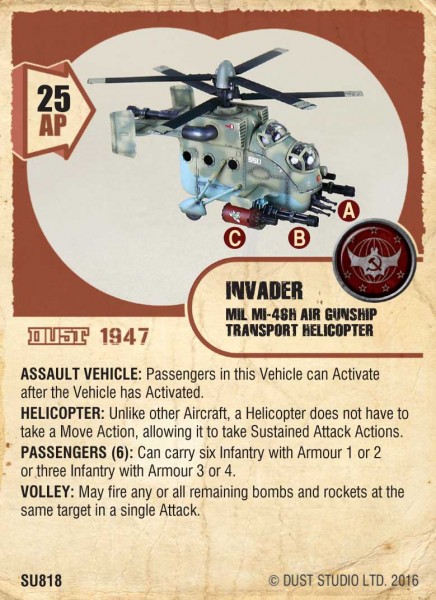 25
AP
A
B
C
INVADER
MIL MI-48H AIR GUNSHIP
TRANSPORT HELICOPTER
DUST 1947
ASSAULT VEHICLE: Passengers in this Vehicle can Activate
after the Vehicle has Activated.
HELICOPTER: Unlike other Aircraft, a Helicopter does not have
to take a Move Action, allowing it to take Sustained Attack Actions.
PASSENGERS (6): Can carry six Infantry with Armour 1 or 2
or three Infantry with Armour 3 or 4.
VOLLEY: May fire any or all remaining bombs and rockets at the
same target in a single Attack.
SU818
© DUST STUDIO LTD. 2016